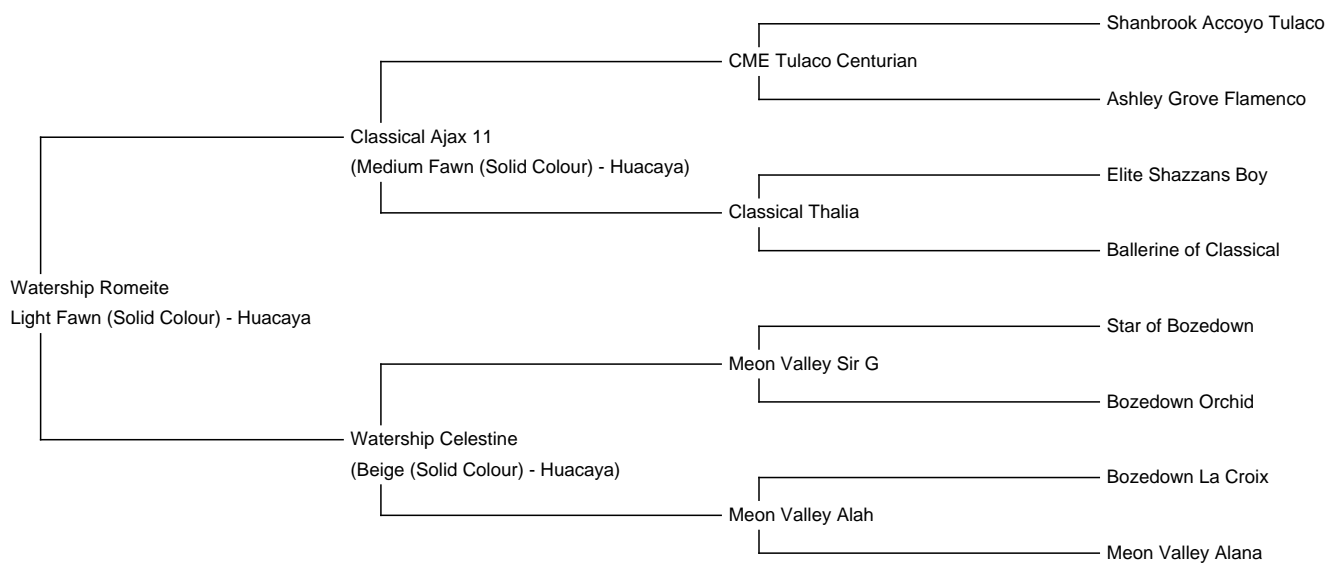 Shanbrook Accoyo Tulaco
CME Tulaco Centurian
Ashley Grove Flamenco
Classical Ajax 11
(Medium Fawn (Solid Colour) - Huacaya)
Elite Shazzans Boy
Classical Thalia
Ballerine of Classical
Watership Romeite
Light Fawn (Solid Colour) - Huacaya
Star of Bozedown
Meon Valley Sir G
Bozedown Orchid
Watership Celestine
(Beige (Solid Colour) - Huacaya)
Bozedown La Croix
Meon Valley Alah
Meon Valley Alana